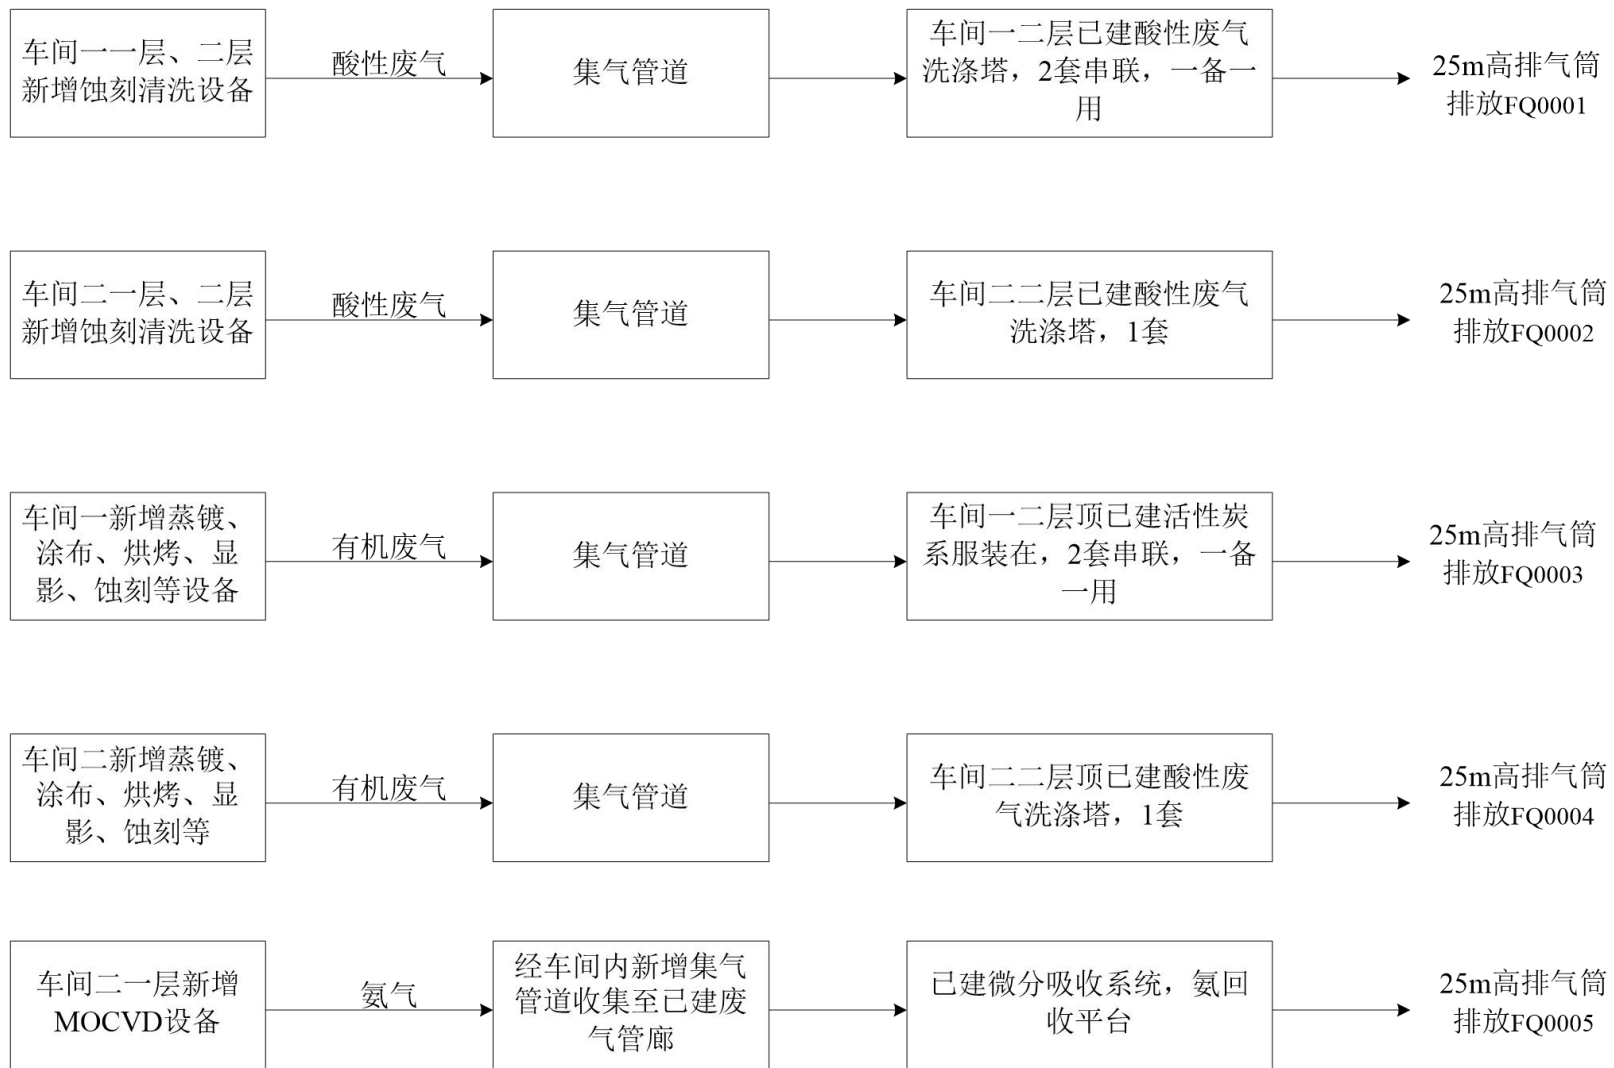 车间一一层、二层
新增蚀刻清洗设备
酸性废气
集气管道
车间一二层已建酸性废气
洗涤塔，2套串联，一备一
用
25m高排气筒
排放FQ0001
车间二一层、二层
新增蚀刻清洗设备
酸性废气
集气管道
车间二二层已建酸性废气
洗涤塔，1套
25m高排气筒
排放FQ0002
车间一新增蒸镀、
涂布、烘烤、显
影、蚀刻等设备
有机废气
集气管道
车间一二层顶已建活性炭
系服装在，2套串联，一备
一用
25m高排气筒
排放FQ0003
车间二新增蒸镀、
涂布、烘烤、显
影、蚀刻等
有机废气
集气管道
车间二二层顶已建酸性废
气洗涤塔，1套
25m高排气筒
排放FQ0004
车间二一层新增
MOCVD设备
氨气
经车间内新增集气
管道收集至已建废
气管廊
已建微分吸收系统，氨回
收平台
25m高排气筒
排放FQ0005